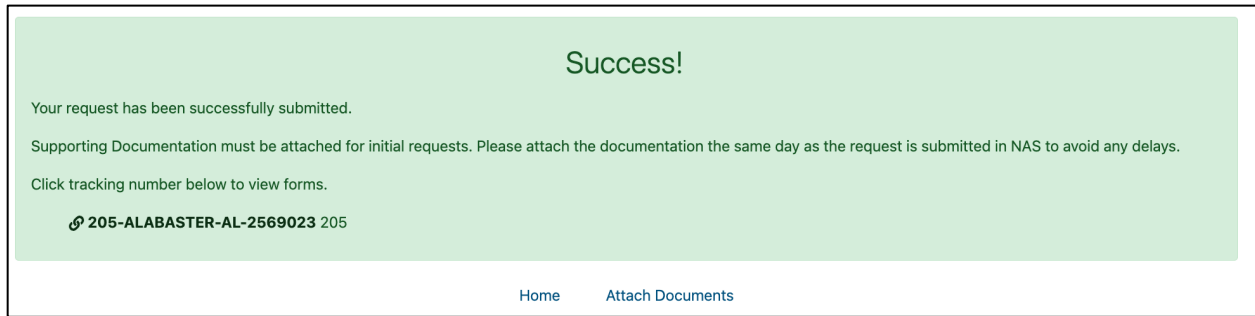 Success!
Your request has been successfully submitted.
Supporting Documentation must be attached for initial requests. Please attach the documentation the same day as the request is submitted in NAS to avoid any delays.
Click tracking number below to view forms.
205-ALABASTER-AL-2569023 205
Home Attach Documents